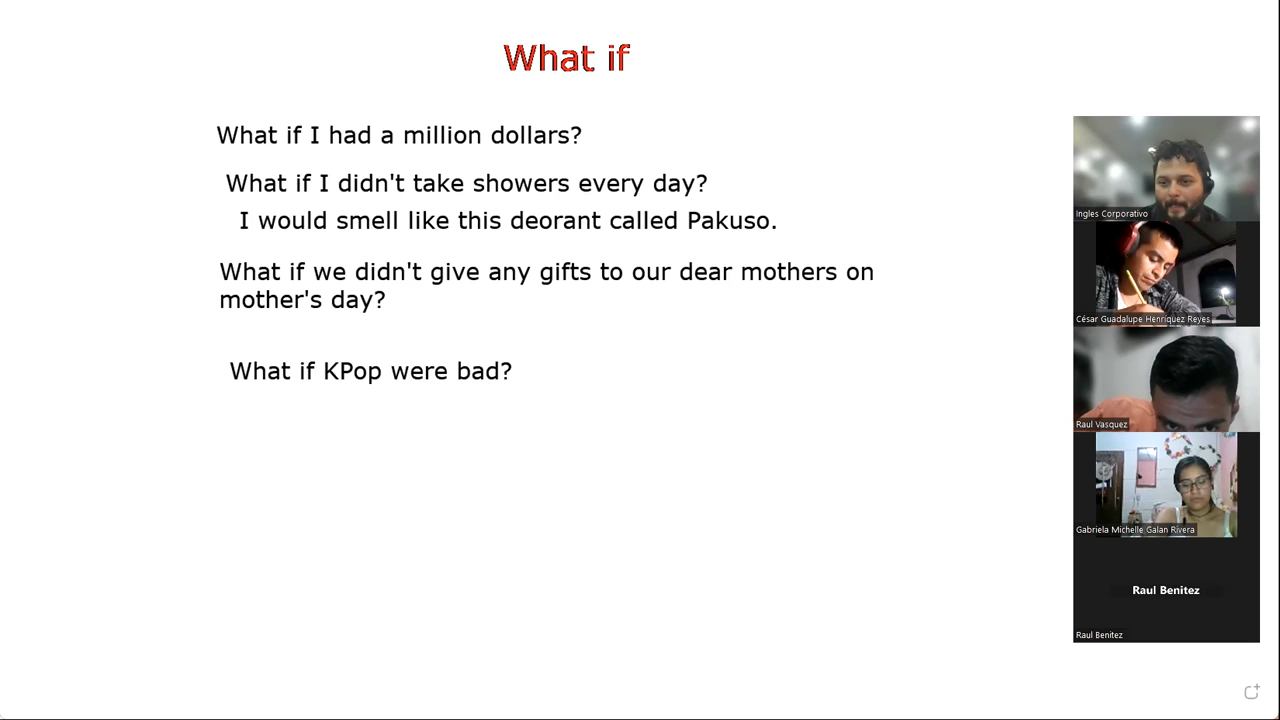 What if
What if I had a million dollars?
What if I didn't take showers every day?
I would smell like this deorant called Pakuso.
What if we didn't give any gifts to our dear mothers on
mother's day?
What if KPop were bad?
Ingles Corporativo
César Guadalupe Henriquez Reyes
Raul Vasquez
Gabriela Michelle Galan Rivera
Raul Benitez
Raul Benitez